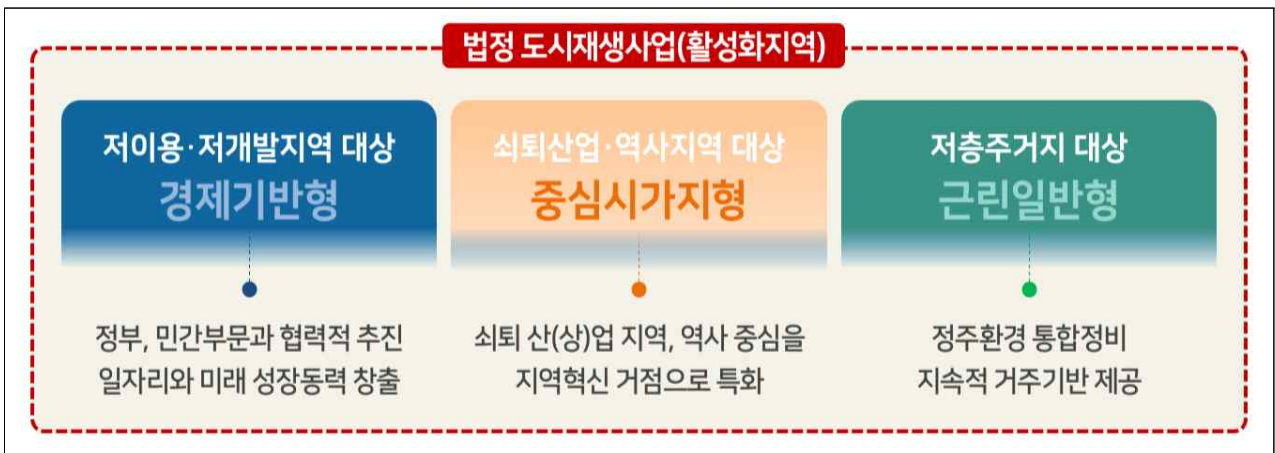 법정 도시재생사업(활성화지역)
저이용·저개발지역 대상
경제기반형
정부, 민간부문과 협력적 추진
일자리와 미래 성장동력 창출
쇠퇴산업·역사지역 대상
중심시가지형
쇠퇴 산(상)업 지역, 역사 중심을
지역혁신 거점으로 특화
저층주거지 대상
근린일반형
정주환경 통합정비
지속적 거주기반 제공